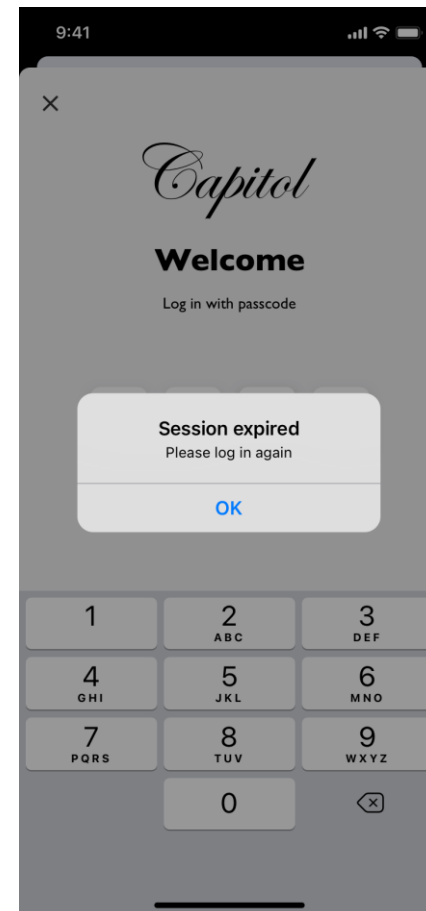 9:41
Capitol
Welcome
Log in with passcode
Session expired
Please log in again
OK
1 2 3
ABC DEF
4 5 6
GHI JKL MNO
7 8 9
PQRS TUV WXYZ
0